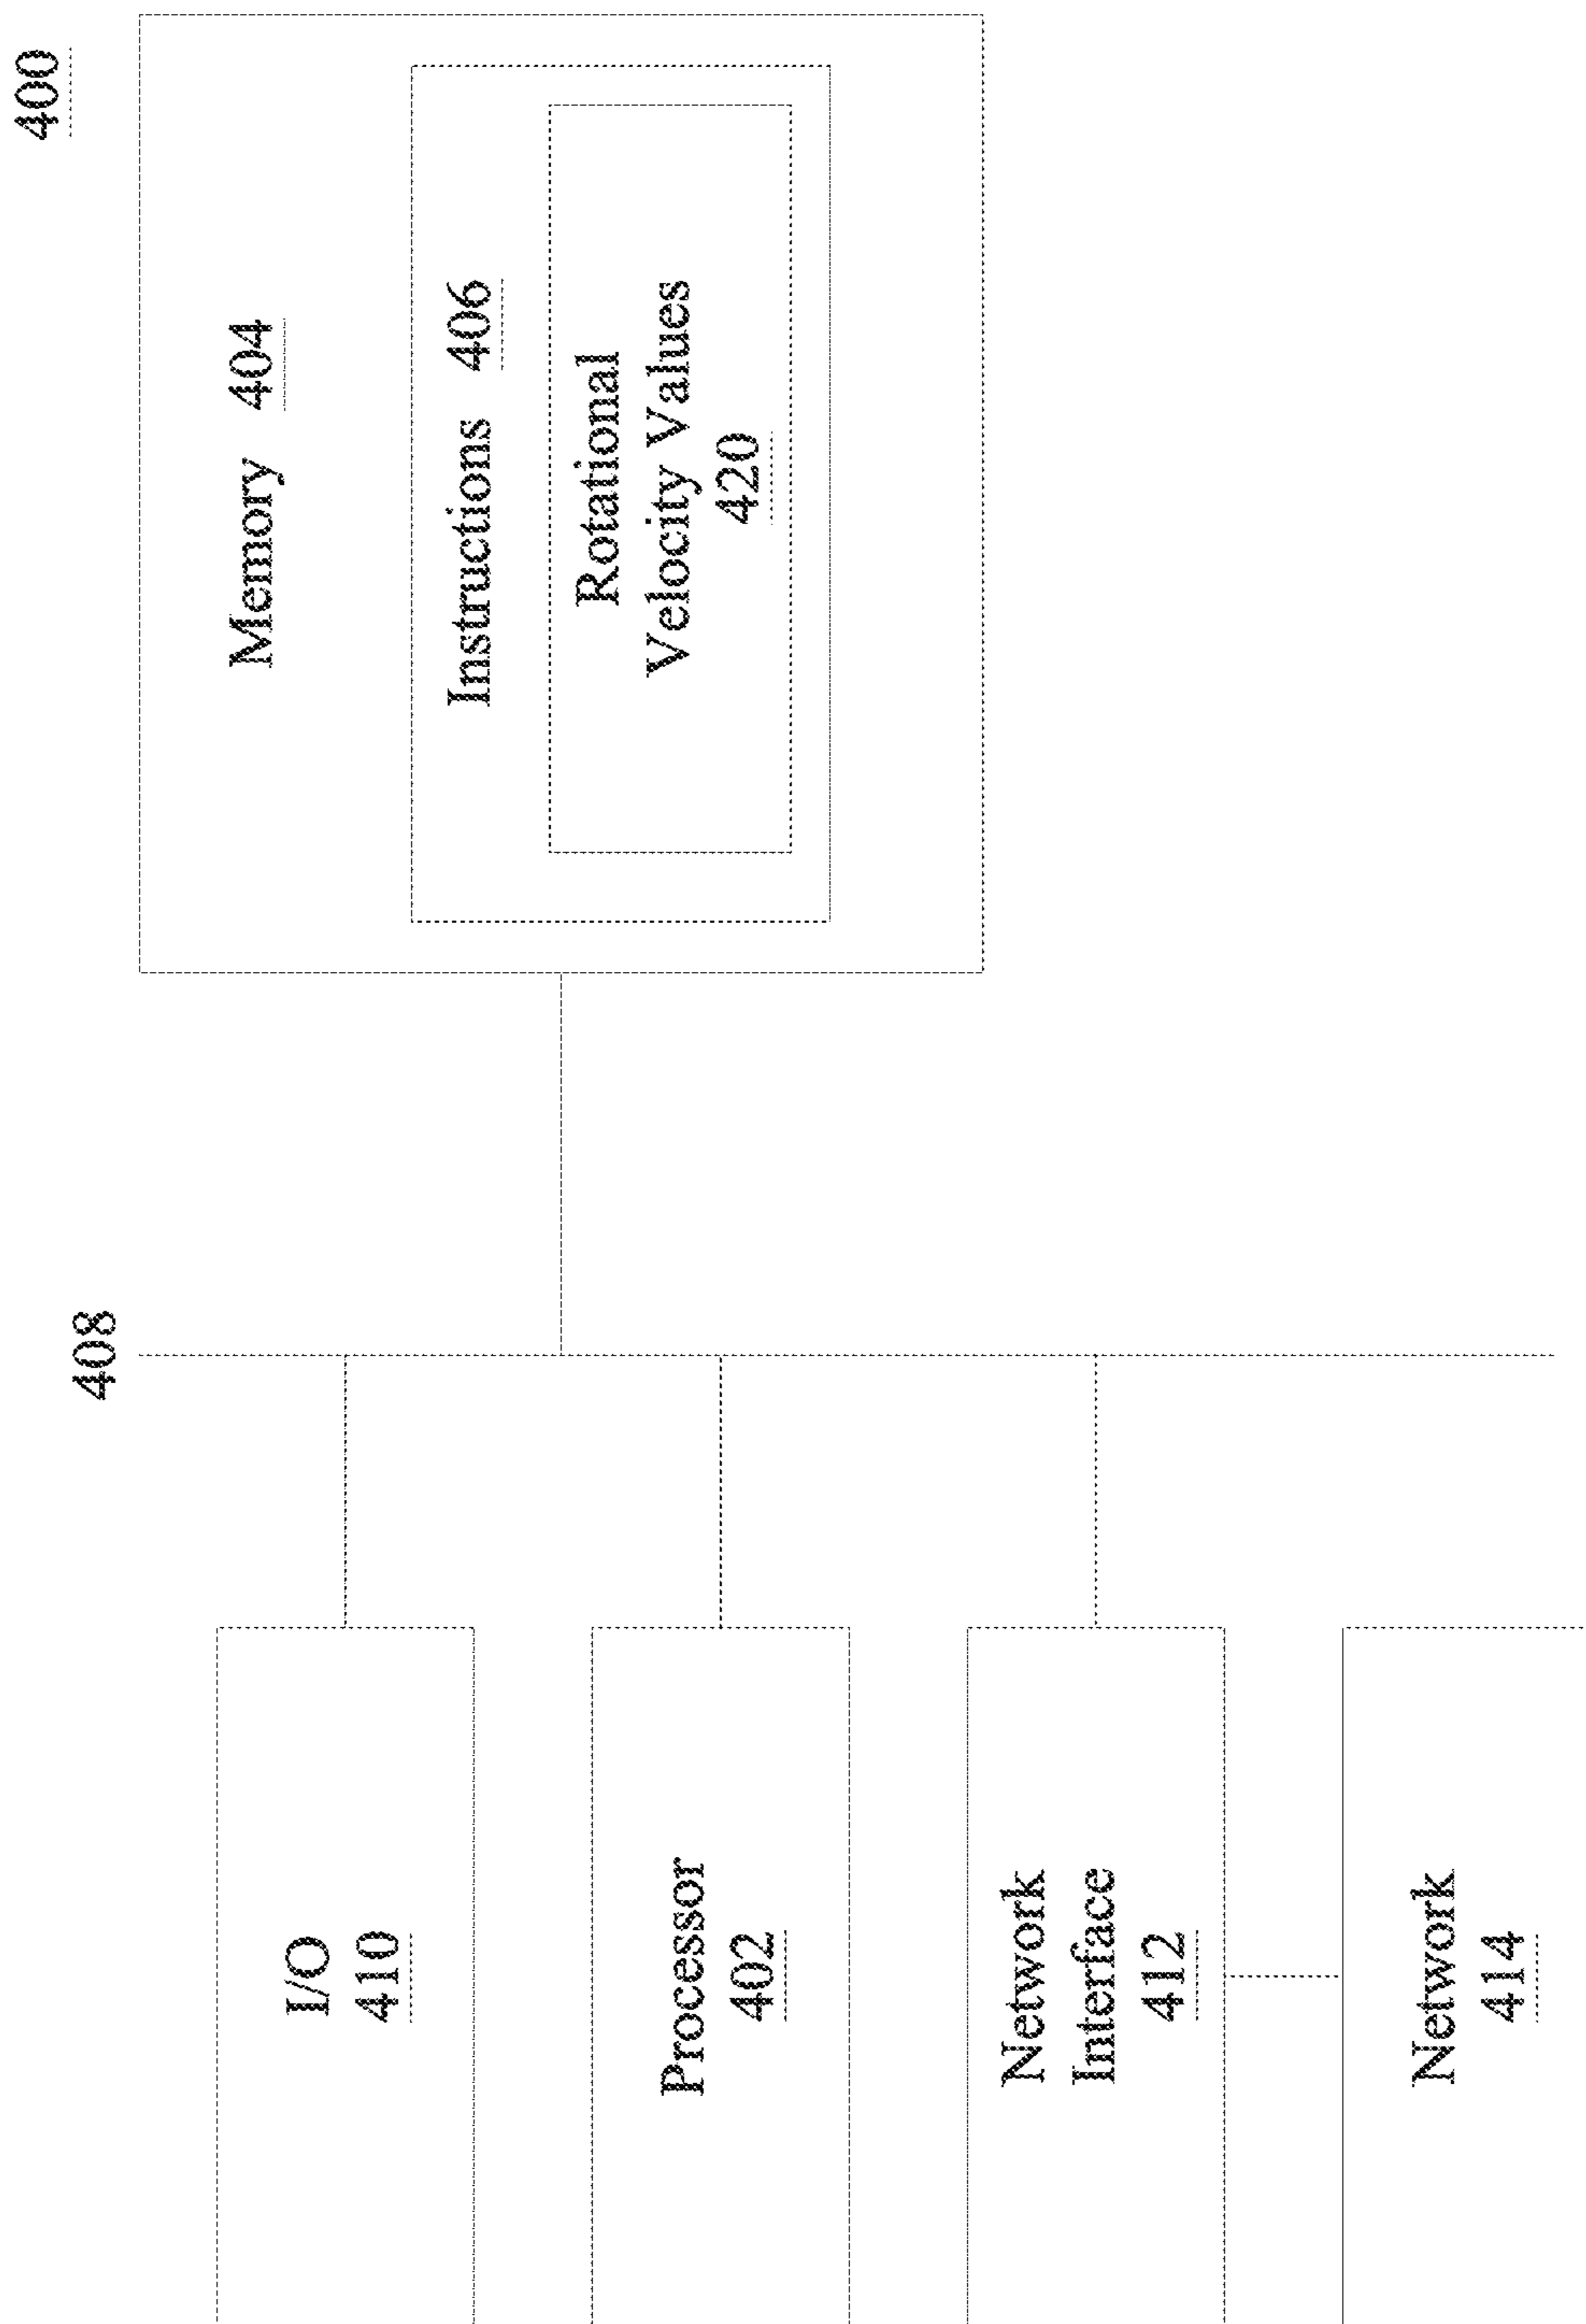 400
408
I/O
410
Processor
402
Network
Interface
412
Network
414
Memory 404
Instructions 406
Rotational
Velocity Values
420